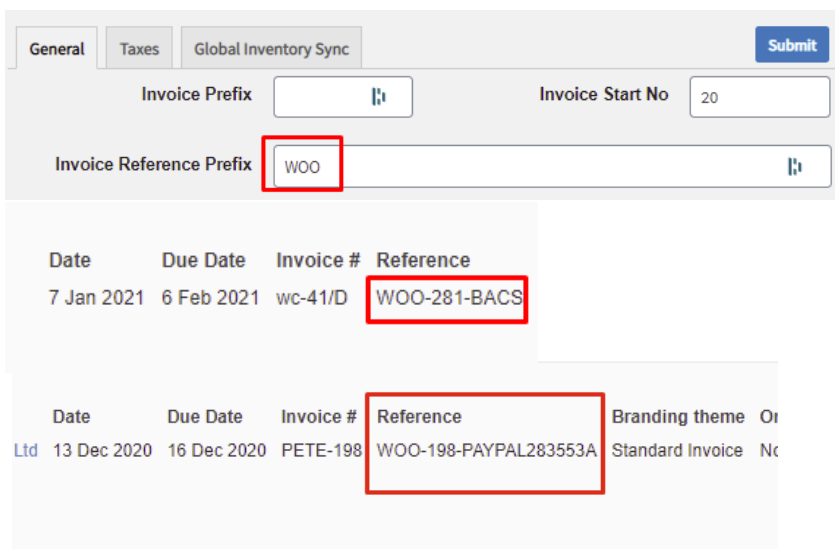 General Taxes Global Inventory Sync Submit
Invoice Prefix Invoice Start No 20
Invoice Reference Prefix WOO
Date Due Date Invoice # Reference
7 Jan 2021 6 Feb 2021 wc-41/D WOO-281-BACS
Date Due Date Invoice # Reference Branding theme
Ltd 13 Dec 2020 16 Dec 2020 PETE-198 WOO-198-PAYPAL283553A Standard Invoice